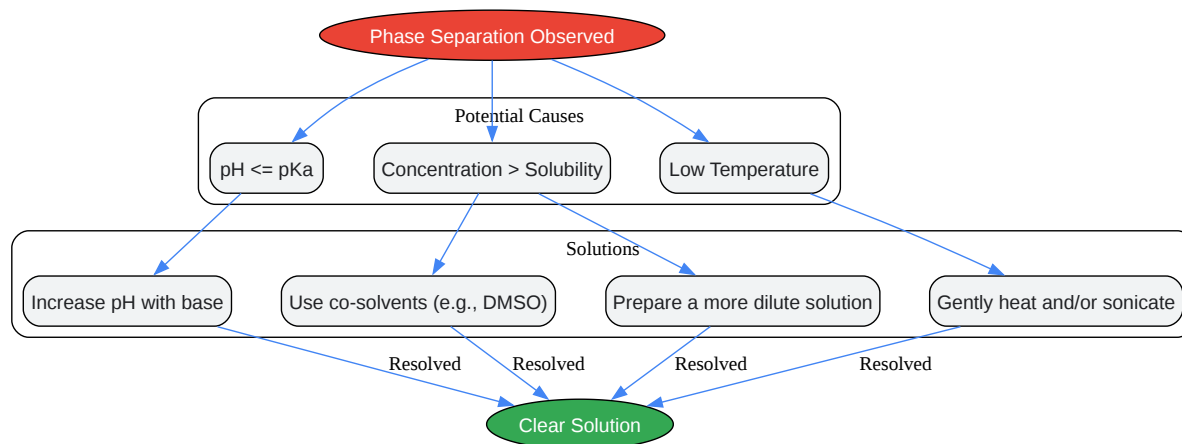 Phase Separation Observed
Potential Causes
pH <= pKa
Concentration > Solubility
Low Temperature
Solutions
Increase pH with base
Use co-solvents (e.g., DMSO)
Prepare a more dilute solution
Gently heat and/or sonicate
Resolved
Resolved
Resolved
Resolved
Clear Solution